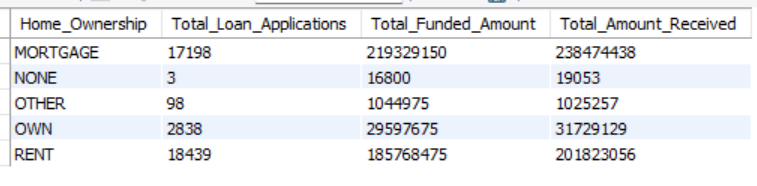 Home_Ownership Total_Loan_Applications Total_Funded_Amount Total_Amount_Received
MORTGAGE 17198 219329150 238474438
NONE 3 16800 19053
OTHER 98 1044975 1025257
OWN 2838 29597675 31729129
RENT 18439 185768475 201823056